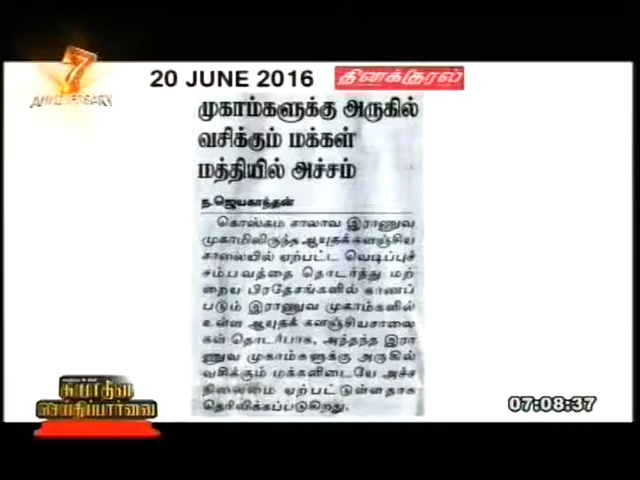 7
ANNIVERSARY
20 JUNE 2016 தினக்குரல்
முகாம்களுக்கு அருகில்
வசிக்கும் மக்கள்
மத்தியில் அச்சம்
ந.ஜெயகாந்தன்
கொஸ்கம சாலாவ இராணுவ
முகாமிலிருந்த ஆயுதக் களஞ்சிய
சாலையில் ஏற்பட்ட வெடிப்புச்
சம்பவத்தை தொடர்ந்து மற்
றைய பிரதேசங்களில் காணப்
படும் இராணுவ முகாம்களில்
உள்ள ஆயுதக் களஞ்சியசாலை
கள் தொடர்பாக, அந்தந்த இரா
ணுவ முகாம்களுக்கு அருகில்
வசிக்கும் மக்களிடையே அச்ச
நிலைமை ஏற்பட்டுள்ளதாக
தெரிவிக்கப்படுகிறது.
செய்திப்பார்வை
07:08:37